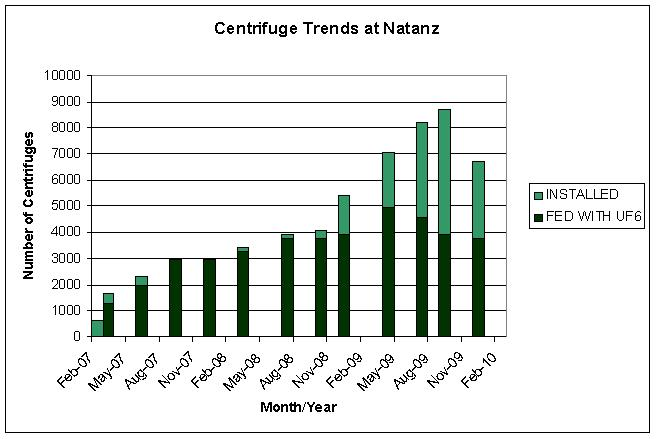 Centrifuge Trends at Natanz
Number of Centrifuges
10000
9000
8000
7000
6000
5000
4000
3000
2000
1000
0
Feb-07
May-07
Aug-07
Nov-07
Feb-08
May-08
Aug-08
Nov-08
Feb-09
May-09
Aug-09
Nov-09
Feb-10
Month/Year
INSTALLED
FED WITH UF6